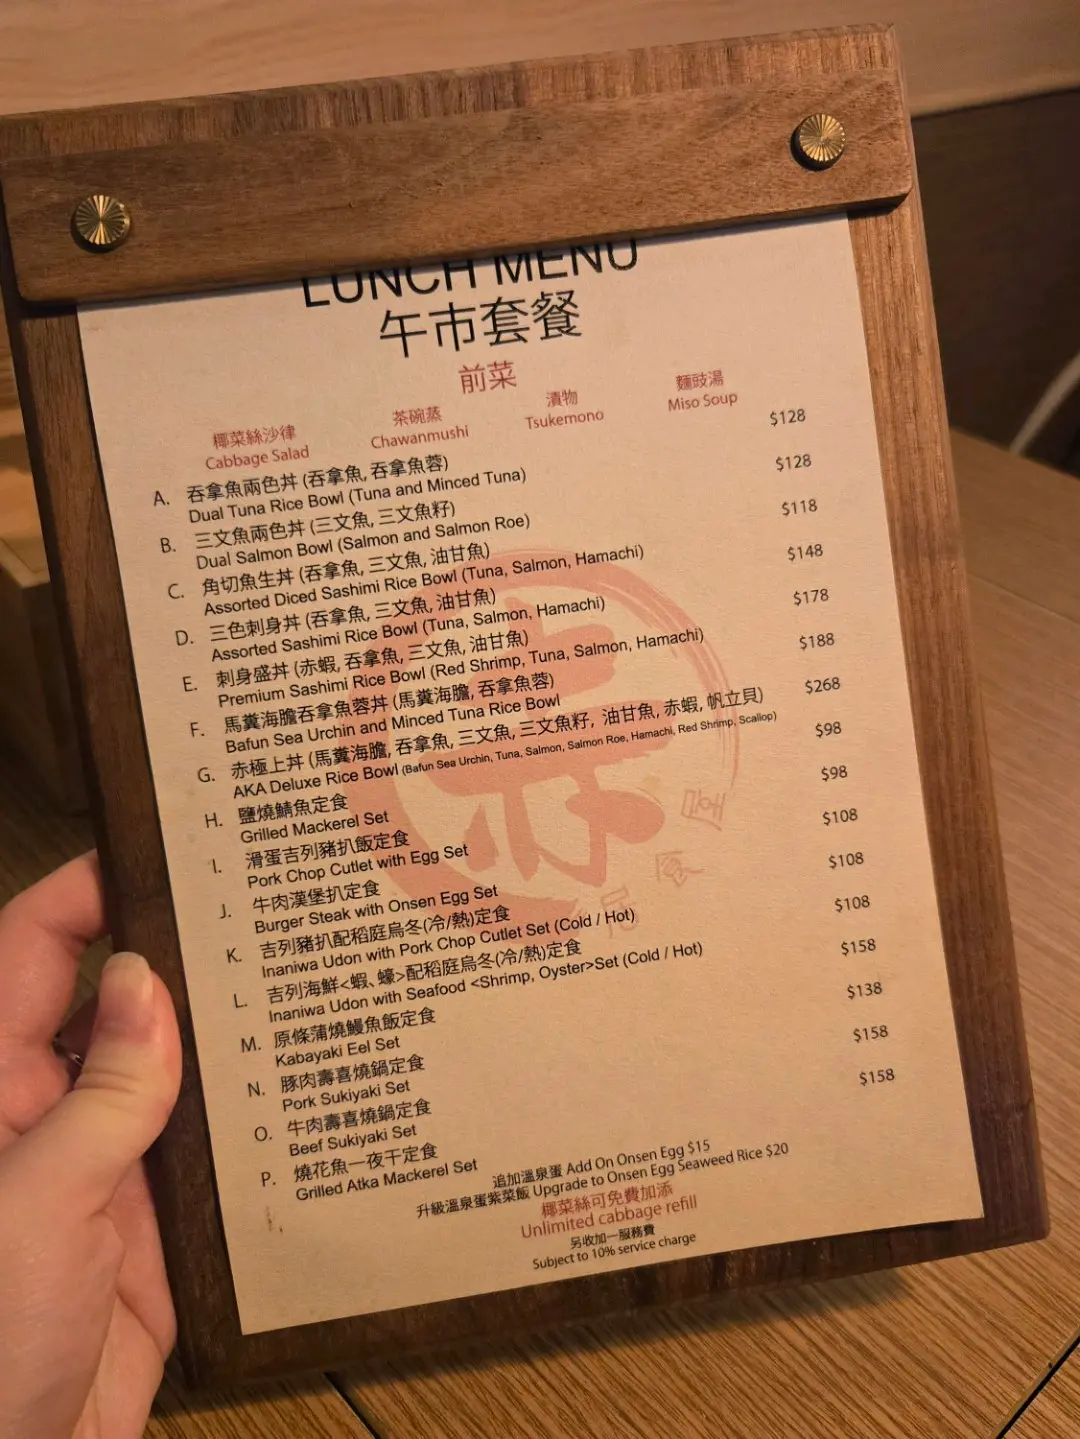 LUNCH MENU
午市套餐
前菜
椰菜絲沙律 茶碗蒸 漬物 麵豉湯
Cabbage Salad Chawanmushi Tsukemono Miso Soup
A. 吞拿魚兩色丼 (吞拿魚, 吞拿魚蓉) $128
Dual Tuna Rice Bowl (Tuna and Minced Tuna)
B. 三文魚兩色丼 (三文魚, 三文魚籽) $128
Dual Salmon Bowl (Salmon and Salmon Roe)
C. 角切魚生丼 (吞拿魚, 三文魚, 油甘魚) $118
Assorted Diced Sashimi Rice Bowl (Tuna, Salmon, Hamachi)
D. 三色刺身丼 (吞拿魚, 三文魚, 油甘魚) $148
Assorted Sashimi Rice Bowl (Tuna, Salmon, Hamachi)
E. 刺身盛丼 (赤蝦, 吞拿魚, 三文魚, 油甘魚) $178
Premium Sashimi Rice Bowl (Red Shrimp, Tuna, Salmon, Hamachi)
F. 馬糞海膽吞拿魚蓉丼 (馬糞海膽, 吞拿魚蓉) $188
Bafun Sea Urchin and Minced Tuna Rice Bowl
G. 赤極上丼 (馬糞海膽, 吞拿魚, 三文魚, 三文魚籽, 油甘魚, 赤蝦, 帆立貝) $268
AKA Deluxe Rice Bowl (Bafun Sea Urchin, Tuna, Salmon, Salmon Roe, Hamachi, Red Shrimp, Scallop)
H. 鹽燒鯖魚定食 $98
Grilled Mackerel Set
I. 滑蛋吉列豬扒飯定食 $98
Pork Chop Cutlet with Egg Set
J. 牛肉漢堡扒定食 $108
Burger Steak with Onsen Egg Set
K. 吉列豬扒配稻庭烏冬(冷/熱)定食 $108
Inaniwa Udon with Pork Chop Cutlet Set (Cold / Hot)
L. 吉列海鮮<蝦、蠔>配稻庭烏冬(冷/熱)定食 $108
Inaniwa Udon with Seafood <Shrimp, Oyster>Set (Cold / Hot)
M. 原條蒲燒鰻魚飯定食 $158
Kabayaki Eel Set
N. 豚肉壽喜燒鍋定食 $138
Pork Sukiyaki Set
O. 牛肉壽喜燒鍋定食 $158
Beef Sukiyaki Set
P. 燒花魚一夜干定食 $158
Grilled Atka Mackerel Set
追加溫泉蛋 Add On Onsen Egg $15
升級溫泉蛋紫菜飯 Upgrade to Onsen Egg Seaweed Rice $20
椰菜絲可免費加添
Unlimited cabbage refill
另收加一服務費
Subject to 10% service charge
赤